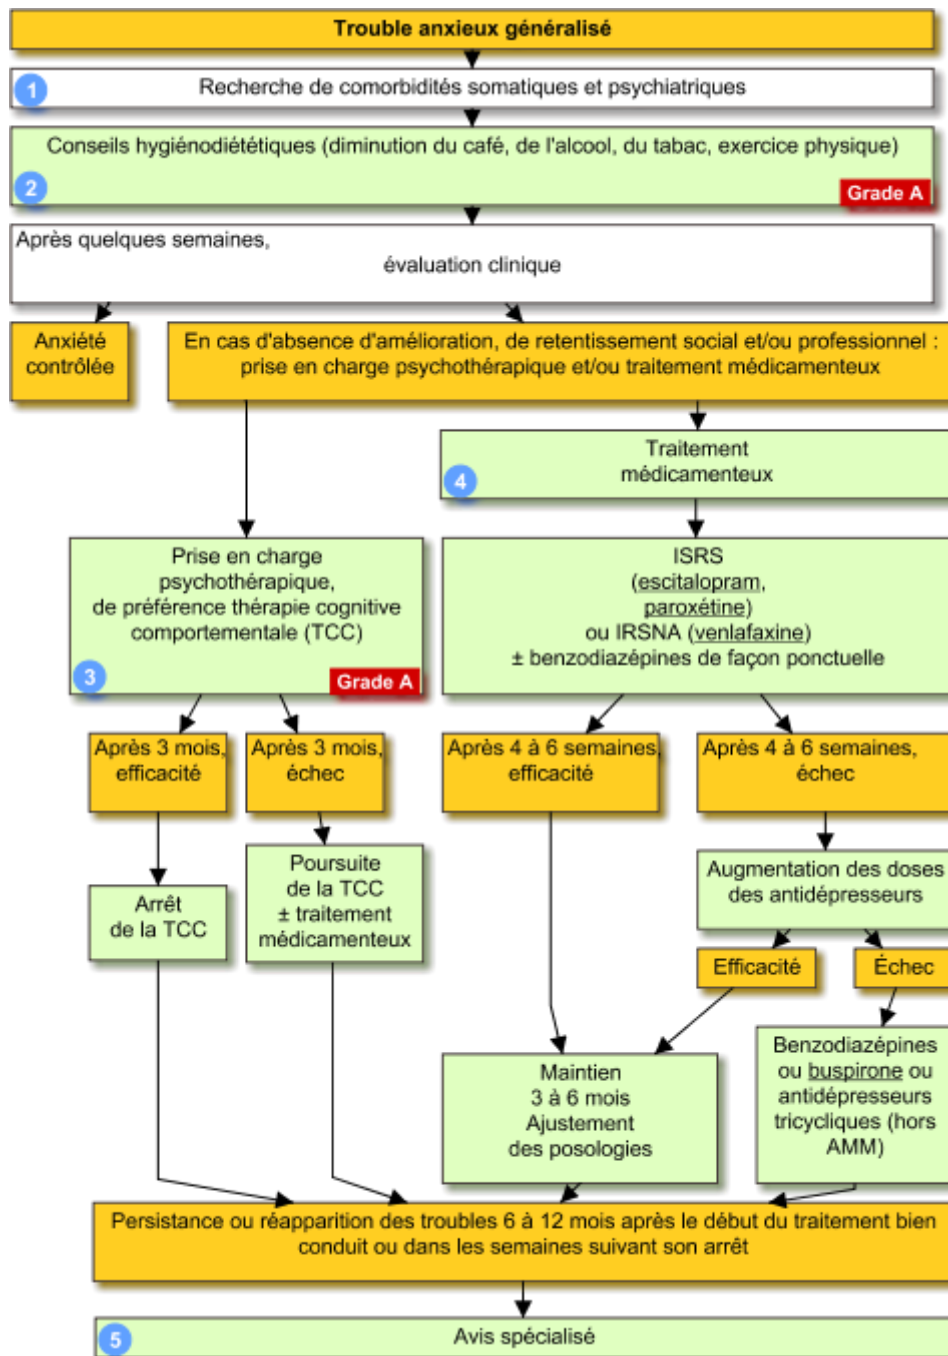 Trouble anxieux généralisé
1
Recherche de comorbidités somatiques et psychiatriques
Conseils hygiénodiététiques (diminution du café, de l'alcool, du tabac, exercice physique)
2
Grade A
Après quelques semaines,
évaluation clinique
Anxiété
contrôlée
En cas d'absence d'amélioration, de retentissement social et/ou professionnel :
prise en charge psychothérapique et/ou traitement médicamenteux
Traitement
médicamenteux
4
Prise en charge
psychothérapique,
de préférence thérapie cognitive
comportementale (TCC)
3
Grade A
ISRS
(escitalopram,
paroxétine)
ou IRSNA (venlafaxine)
± benzodiazépines de façon ponctuelle
Après 3 mois,
efficacité
Après 3 mois,
échec
Après 4 à 6 semaines,
efficacité
Après 4 à 6 semaines,
échec
Arrêt
de la TCC
Poursuite
de la TCC
± traitement
médicamenteux
Augmentation des doses
des antidépresseurs
Efficacité
Échec
Maintien
3 à 6 mois
Ajustement
des posologies
Benzodiazépines
ou buspirone ou
antidépresseurs
tricycliques (hors
AMM)
Persistance ou réapparition des troubles 6 à 12 mois après le début du traitement bien
conduit ou dans les semaines suivant son arrêt
5
Avis spécialisé